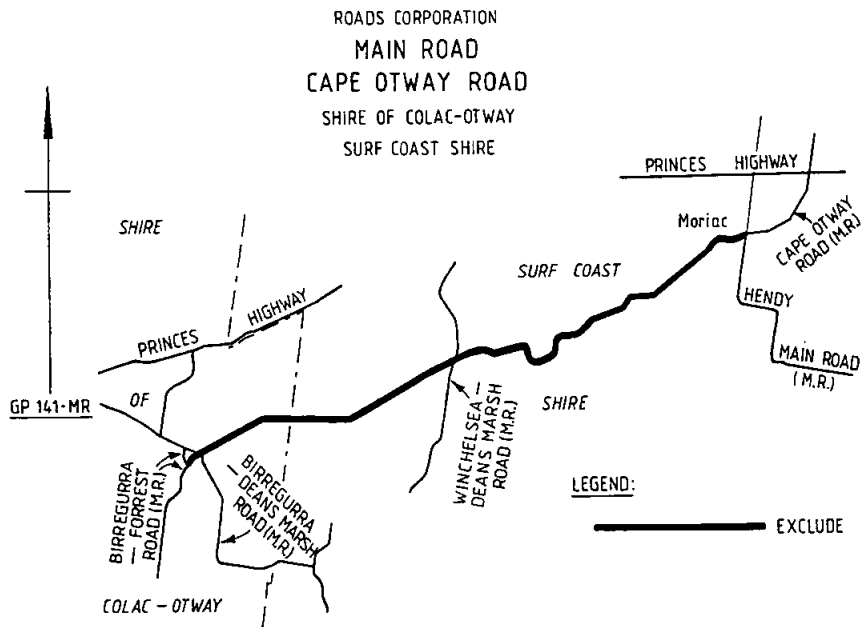 ROADS CORPORATION
MAIN ROAD
CAPE OTWAY ROAD
SHIRE OF COLAC-OTWAY
SURF COAST SHIRE
PRINCES HIGHWAY
SHIRE
Moriac
CAPE OTWAY
ROAD (M.R.)
SURF COAST
HENDY
PRINCES HIGHWAY
MAIN ROAD
(M.R.)
OF
GP 141-MR
SHIRE
WINCHELSEA —
DEANS MARSH
ROAD (M.R.)
BIRREGURRA
— FORREST
ROAD (M.R.)
BIRREGURRA
— DEANS MARSH
ROAD (M.R.)
LEGEND:
EXCLUDE
COLAC - OTWAY